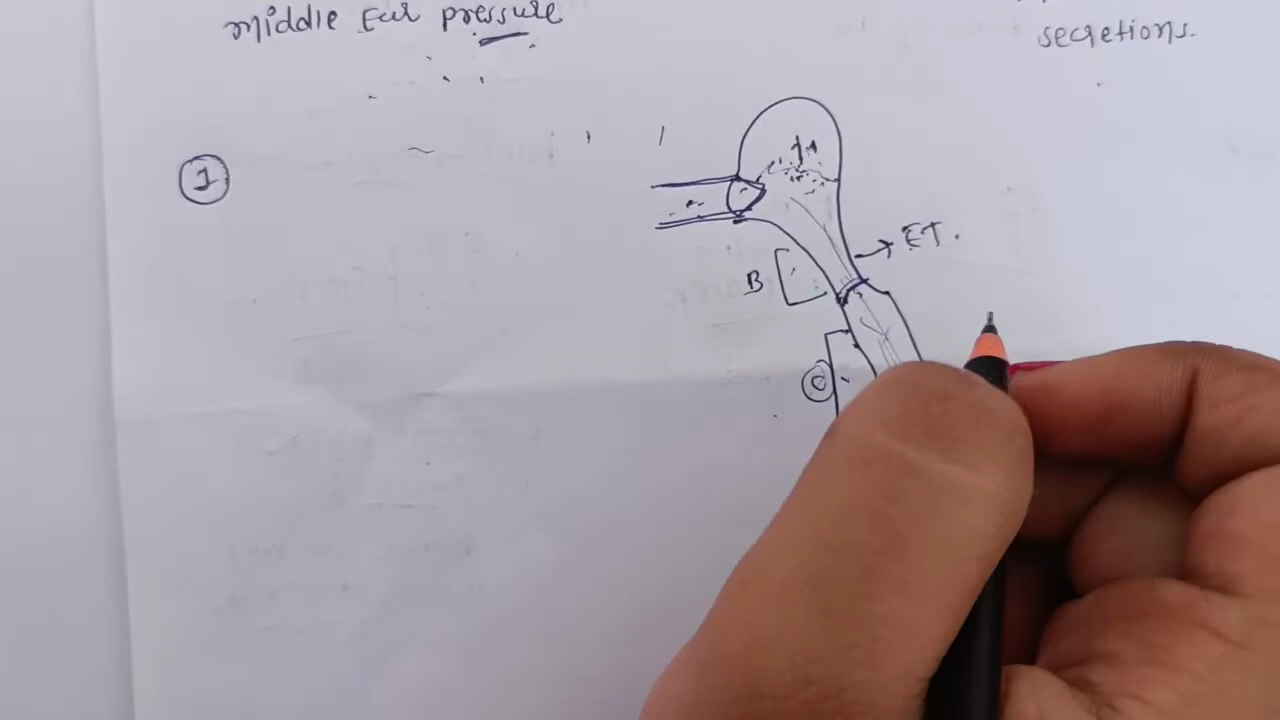 middle Ear pressure
secretions.
1
→ ET.
B
C